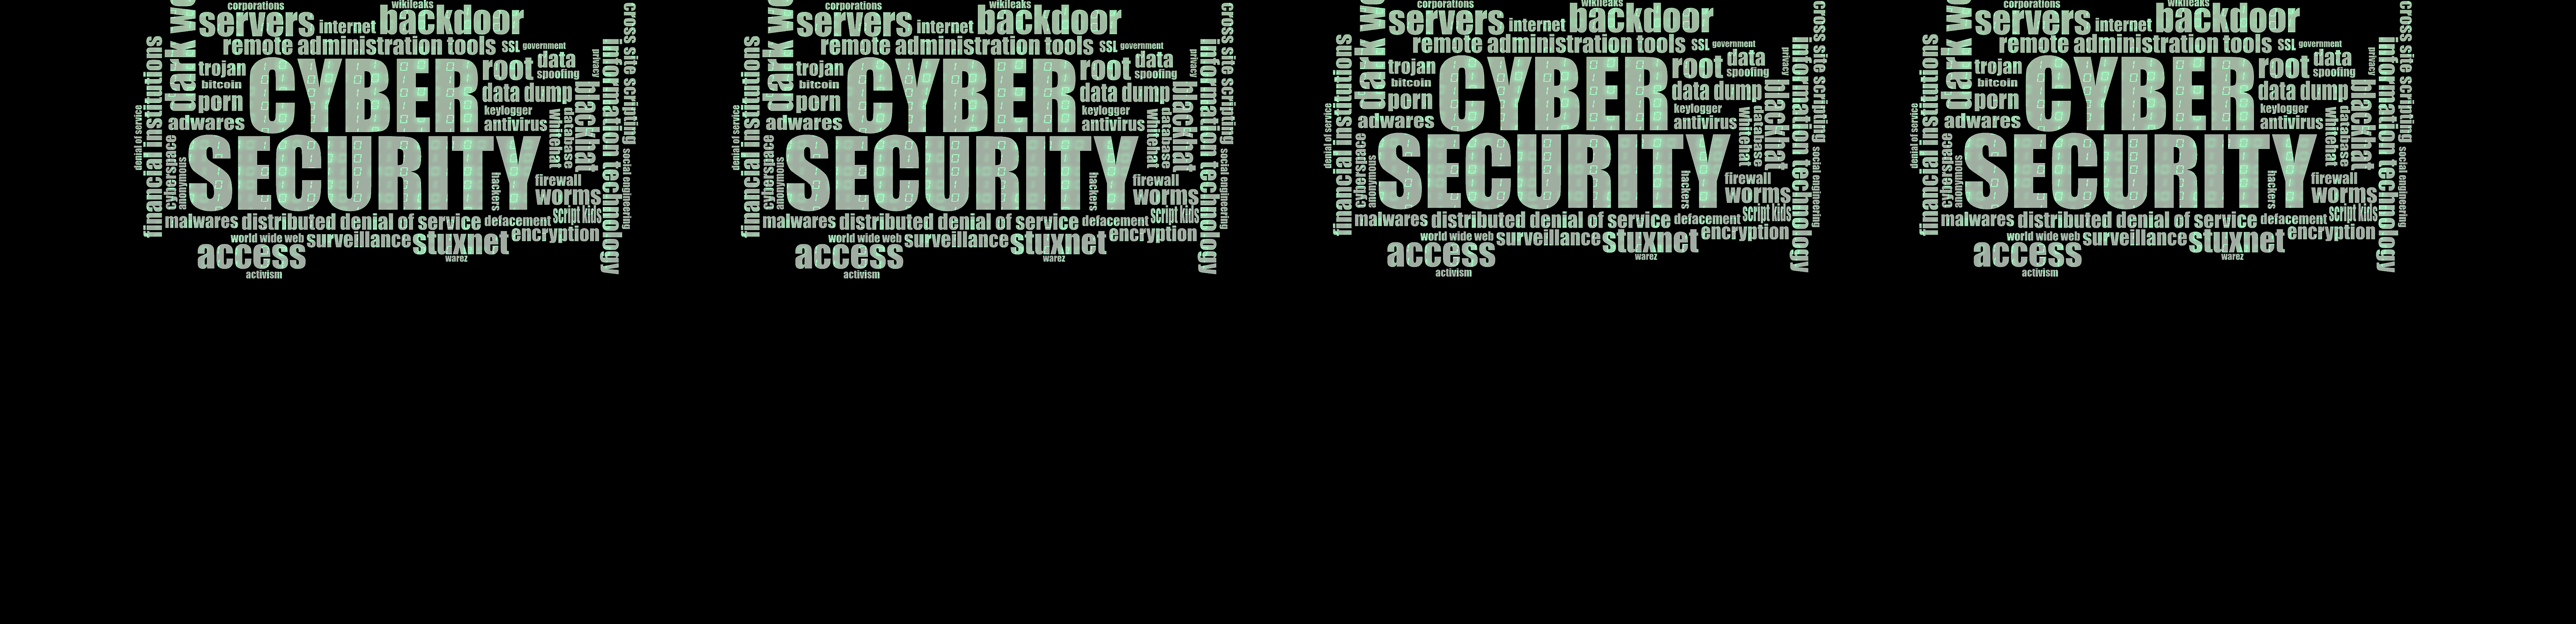 corporations
wikileaks
servers
internet
backdoor
dark
remote administration tools
SSL
government
cross site scripting
financial institutions
trojan
CYBER
root
data
spoofing
privacy
information technology
bitcoin
porn
data dump
blackhat
denial of service
adwares
keylogger
antivirus
whitehat
database
cyberspace
anonymous
SECURITY
hackers
firewall
worms
social engineering
malwares
distributed denial of service
defacement
script kids
world wide web
surveillance
stuxnet
encryption
access
warez
activism
corporations
wikileaks
servers
internet
backdoor
dark
remote administration tools
SSL
government
cross site scripting
financial institutions
trojan
CYBER
root
data
spoofing
privacy
information technology
bitcoin
porn
data dump
blackhat
denial of service
adwares
keylogger
antivirus
whitehat
database
cyberspace
anonymous
SECURITY
hackers
firewall
worms
social engineering
malwares
distributed denial of service
defacement
script kids
world wide web
surveillance
stuxnet
encryption
access
warez
activism
corporations
wikileaks
servers
internet
backdoor
dark
remote administration tools
SSL
government
cross site scripting
financial institutions
trojan
CYBER
root
data
spoofing
privacy
information technology
bitcoin
porn
data dump
blackhat
denial of service
adwares
keylogger
antivirus
whitehat
database
cyberspace
anonymous
SECURITY
hackers
firewall
worms
social engineering
malwares
distributed denial of service
defacement
script kids
world wide web
surveillance
stuxnet
encryption
access
warez
activism
corporations
wikileaks
servers
internet
backdoor
dark
remote administration tools
SSL
government
cross site scripting
financial institutions
trojan
CYBER
root
data
spoofing
privacy
information technology
bitcoin
porn
data dump
blackhat
denial of service
adwares
keylogger
antivirus
whitehat
database
cyberspace
anonymous
SECURITY
hackers
firewall
worms
social engineering
malwares
distributed denial of service
defacement
script kids
world wide web
surveillance
stuxnet
encryption
access
warez
activism